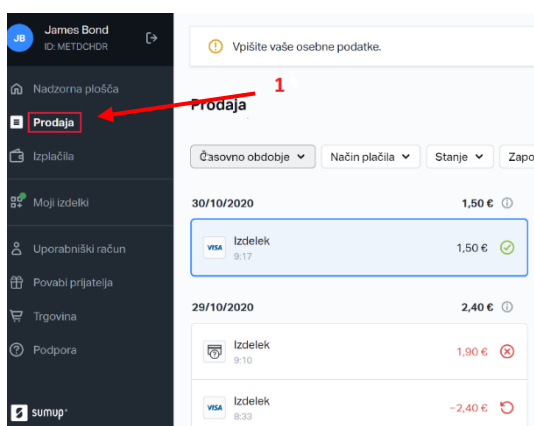 JB
James Bond
ID: METDCHDR
Nadzorna plošča
Prodaja
Izplačila
Moji izdelki
Uporabniški račun
Povabi prijatelja
Trgovina
Podpora
sumup
Vpišite vaše osebne podatke.
1
Prodaja
Časovno obdobje
Način plačila
Stanje
Zapo
30/10/2020 1,50 €
VISA Izdelek 1,50 €
9:17
29/10/2020 2,40 €
Izdelek 1,90 €
9:10
VISA Izdelek −2,40 €
8:33